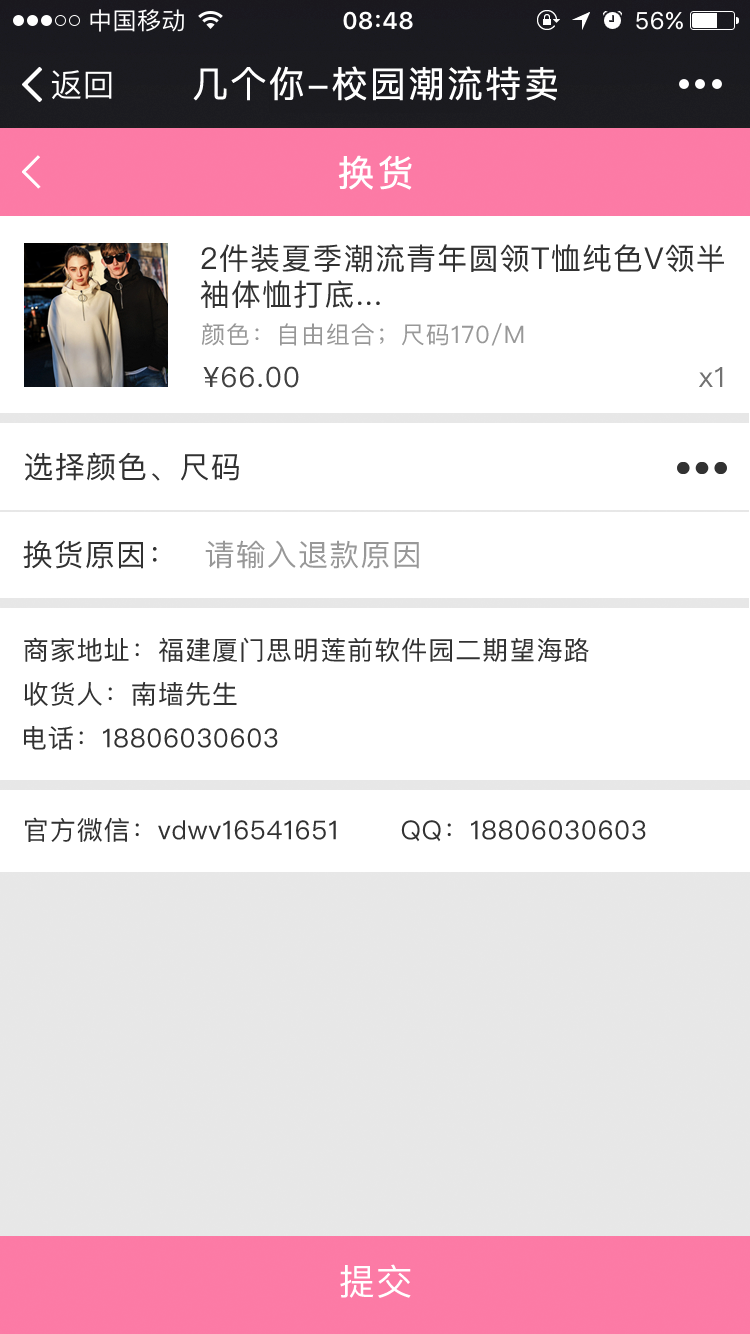 中国移动 08:48 56%
返回 几个你-校园潮流特卖
换货
2件装夏季潮流青年圆领T恤纯色V领半
袖体恤打底...
颜色：自由组合；尺码170/M
¥66.00 x1
选择颜色、尺码
换货原因： 请输入退款原因
商家地址：福建厦门思明莲前软件园二期望海路
收货人：南墙先生
电话：18806030603
官方微信：vdwv16541651 QQ：18806030603
提交